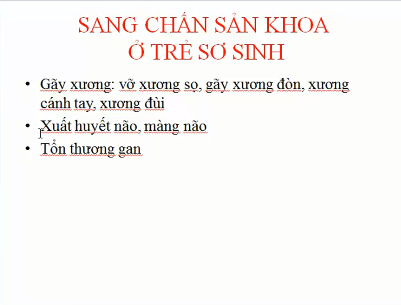 SANG CHẤN SẢN KHOA
Ở TRẺ SƠ SINH
• Gãy xương: vỡ xương sọ, gãy xương đòn, xương
cánh tay, xương đùi
• Xuất huyết não, màng não
• Tổn thương gan